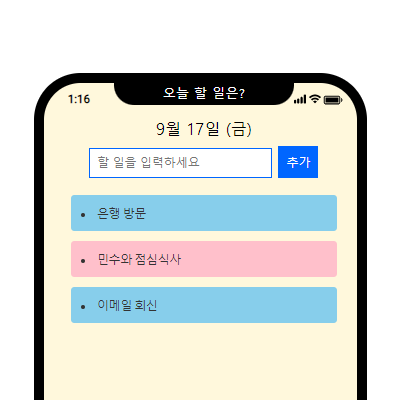 오늘 할 일은?
1:16
9월 17일 (금)
할 일을 입력하세요
추가
은행 방문
민수와 점심식사
이메일 회신